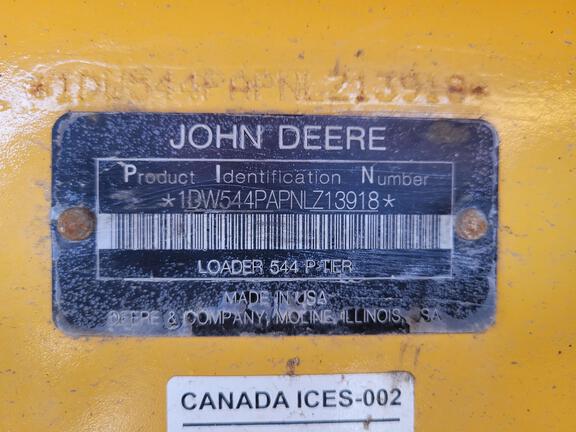 *1DW544PAPNLZ13918*
JOHN DEERE
Product Identification Number
*1DW544PAPNLZ13918*
LOADER 544 P-TIER
MADE IN USA
DEERE & COMPANY, MOLINE, ILLINOIS, USA
CANADA ICES-002